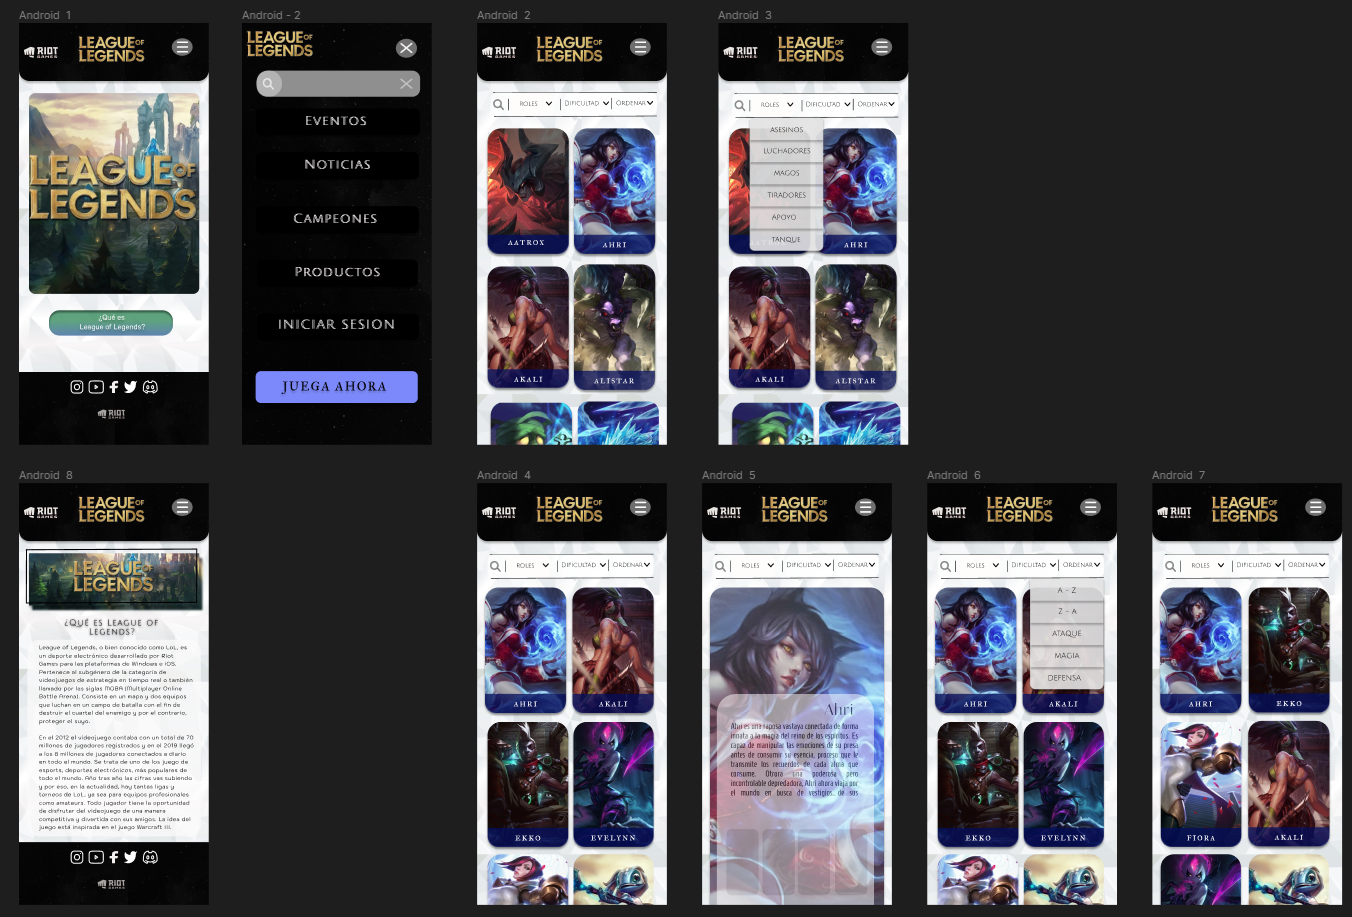 Android 1
RIOT
GAMES
LEAGUE OF
LEGENDS
LEAGUE OF
LEGENDS
¿Qué es
League of Legends?
RIOT
GAMES
Android - 2
LEAGUE OF
LEGENDS
EVENTOS
NOTICIAS
CAMPEONES
PRODUCTOS
INICIAR SESION
JUEGA AHORA
Android 2
RIOT
GAMES
LEAGUE OF
LEGENDS
ROLES
DIFICULTAD
ORDENAR
AATROX
AHRI
AKALI
ALISTAR
Android 3
RIOT
GAMES
LEAGUE OF
LEGENDS
ROLES
DIFICULTAD
ORDENAR
ASESINOS
LUCHADORES
MAGOS
TIRADORES
APOYO
TANQUE
AHRI
AKALI
ALISTAR
Android 8
RIOT
GAMES
LEAGUE OF
LEGENDS
LEAGUE OF
LEGENDS
¿QUÉ ES LEAGUE OF
LEGENDS?
League of Legends, o bien conocido como LoL, es
un deporte electrónico desarrollado por Riot
Games para las plataformas de Windows e iOS.
Pertenece al subgénero de la categoría de
videojuegos de estrategia en tiempo real o también
llamado por las siglas MOBA (Multiplayer Online
Battle Arena). Consiste en un mapa y dos equipos
que luchan en un campo de batalla con el fin de
destruir el cuartel del enemigo y por el contrario,
proteger el suyo.
En el 2012 el videojuego contaba con un total de 70
millones de jugadores registrados y en el 2019 llegó
a los 8 millones de jugadores conectados a diario
en todo el mundo. Se trata de uno de los juego de
esports, deportes electrónicos, más populares de
todo el mundo. Año tras año las cifras van subiendo
y por eso, en la actualidad, hay tantas ligas y
torneos de LoL, ya sea para equipos profesionales
como amateurs. Todo jugador tiene la oportunidad
de disfrutar del videojuego de una manera
competitiva y divertida con sus amigos. La idea del
juego está inspirada en el juego Warcraft III.
RIOT
GAMES
Android 4
RIOT
GAMES
LEAGUE OF
LEGENDS
ROLES
DIFICULTAD
ORDENAR
AHRI
AKALI
EKKO
EVELYNN
Android 5
RIOT
GAMES
LEAGUE OF
LEGENDS
ROLES
DIFICULTAD
ORDENAR
Ahri
Ahri es una raposa vastaya conectada de forma
innata a la magia del reino de los espíritus. Es
capaz de manipular las emociones de su presa
antes de consumir su esencia, proceso que le
transmite los recuerdos de cada alma que
consume. Otrora una poderosa pero
incontrolable depredadora, Ahri ahora viaja por
el mundo en busca de vestigios de sus
Android 6
RIOT
GAMES
LEAGUE OF
LEGENDS
ROLES
DIFICULTAD
ORDENAR
A - Z
Z - A
ATAQUE
MAGIA
DEFENSA
AHRI
AKALI
EKKO
EVELYNN
Android 7
RIOT
GAMES
LEAGUE OF
LEGENDS
ROLES
DIFICULTAD
ORDENAR
AHRI
EKKO
FIORA
AKALI